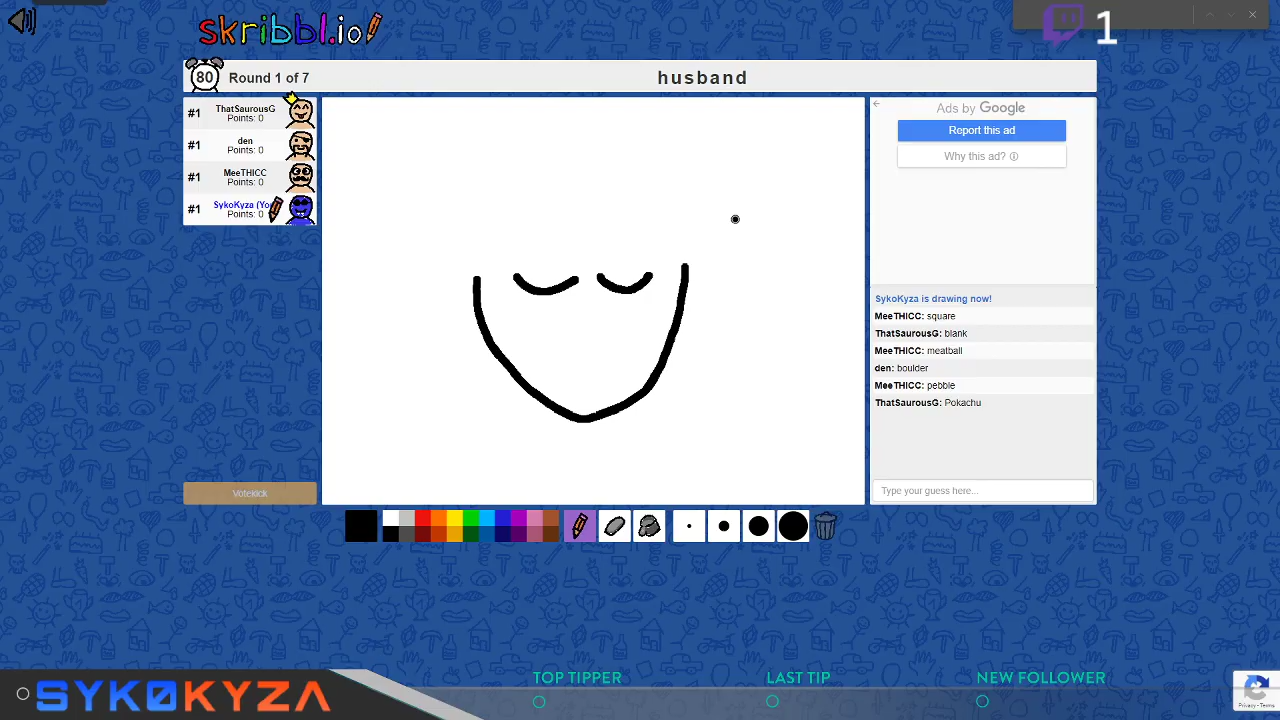 skribbl.io
1
80
Round 1 of 7
husband
#1
ThatSaurousG
Points: 0
#1
den
Points: 0
#1
MeeTHICC
Points: 0
#1
SykoKyza (Yo
Points: 0
Votekick
Ads by Google
Report this ad
Why this ad?
SykoKyza is drawing now!
MeeTHICC: square
ThatSaurousG: blank
MeeTHICC: meatball
den: boulder
MeeTHICC: pebble
ThatSaurousG: Pokachu
Type your guess here...
SYKØKYZA
TOP TIPPER
LAST TIP
NEW FOLLOWER
Privacy - Terms